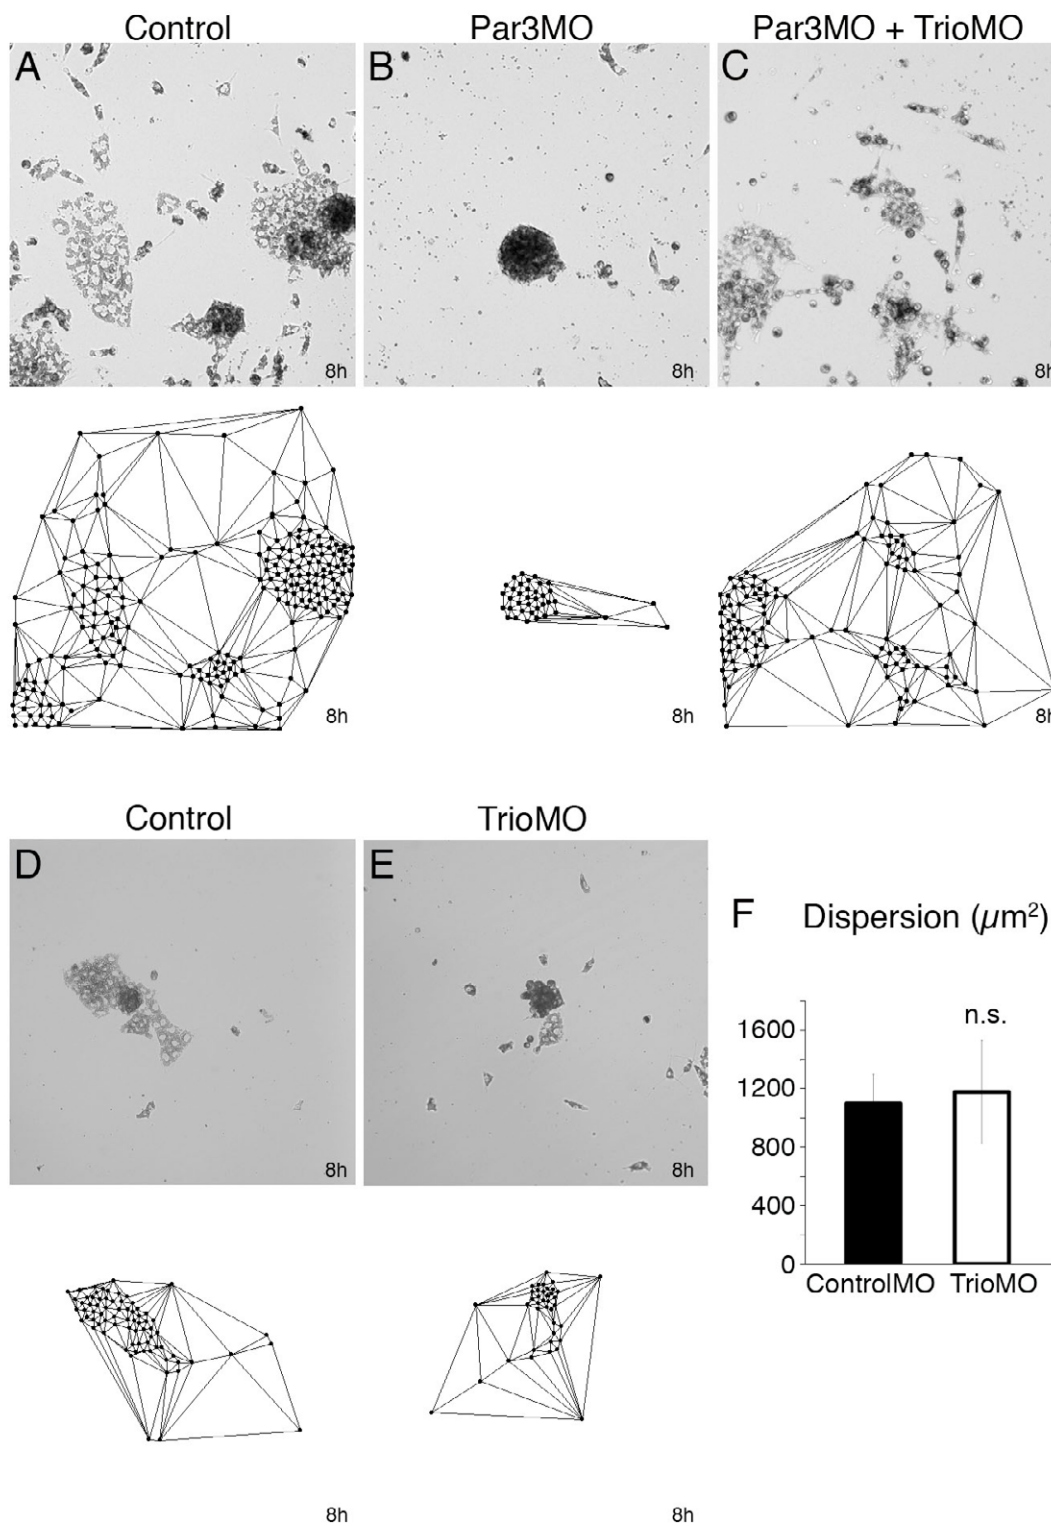 Control Par3MO Par3MO + TrioMO
A B C
8h 8h 8h
8h 8h 8h
Control TrioMO
D E
F Dispersion (µm²)
1600
1200
800
400
0
n.s.
ControlMO TrioMO
8h 8h
8h 8h